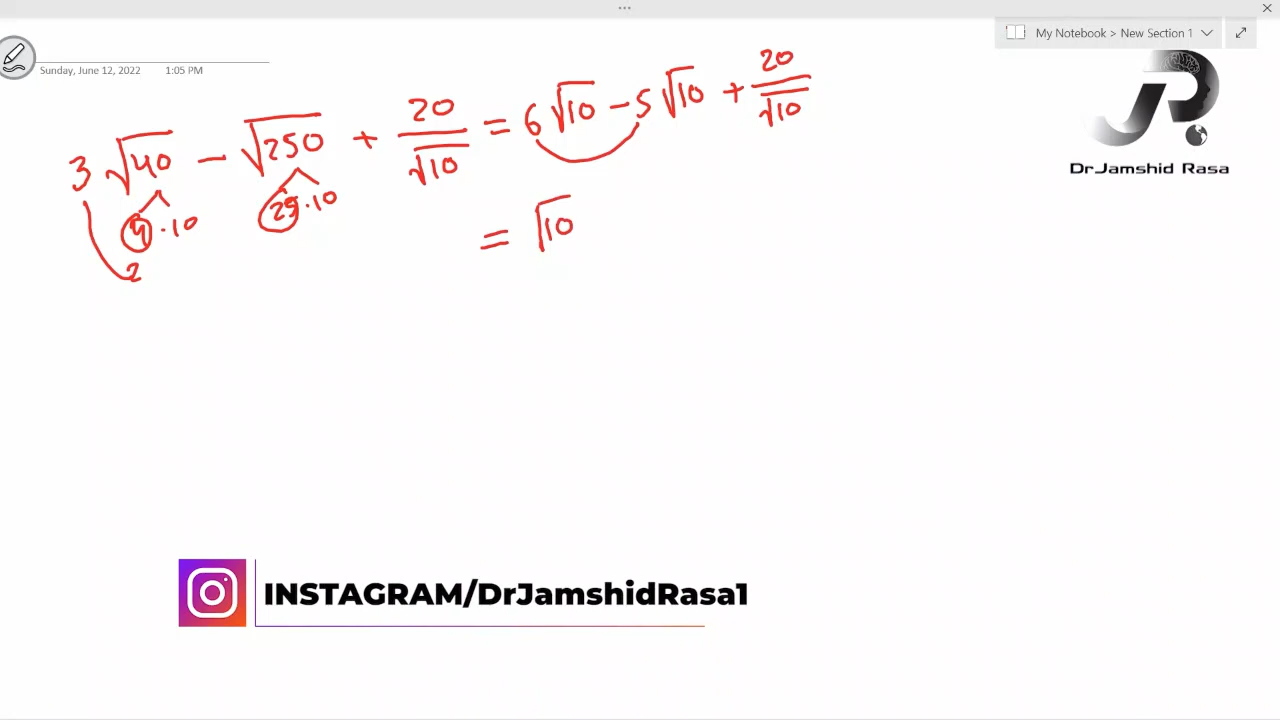 My Notebook > New Section 1
Sunday, June 12, 2022 1:05 PM
3√40 − √250 + 20/√10 = 6√10 − 5√10 + 20/√10
4·10 25·10
2
= √10
JR
DrJamshid Rasa
INSTAGRAM/DrJamshidRasa1